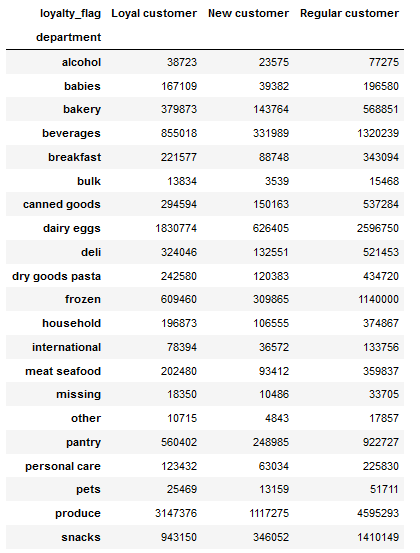 loyalty_flag Loyal customer New customer Regular customer
department
alcohol 38723 23575 77275
babies 167109 39382 196580
bakery 379873 143764 568851
beverages 855018 331989 1320239
breakfast 221577 88748 343094
bulk 13834 3539 15468
canned goods 294594 150163 537284
dairy eggs 1830774 626405 2596750
deli 324046 132551 521453
dry goods pasta 242580 120383 434720
frozen 609460 309865 1140000
household 196873 106555 374867
international 78394 36572 133756
meat seafood 202480 93412 359837
missing 18350 10486 33705
other 10715 4843 17857
pantry 560402 248985 922727
personal care 123432 63034 225830
pets 25469 13159 51711
produce 3147376 1117275 4595293
snacks 943150 346052 1410149